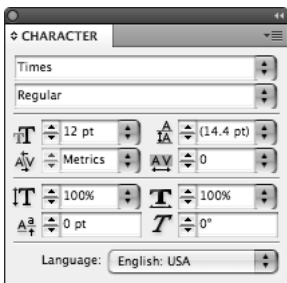 CHARACTER
Times
Regular
12 pt (14.4 pt)
Metrics 0
100% 100%
0 pt 0°
Language: English: USA